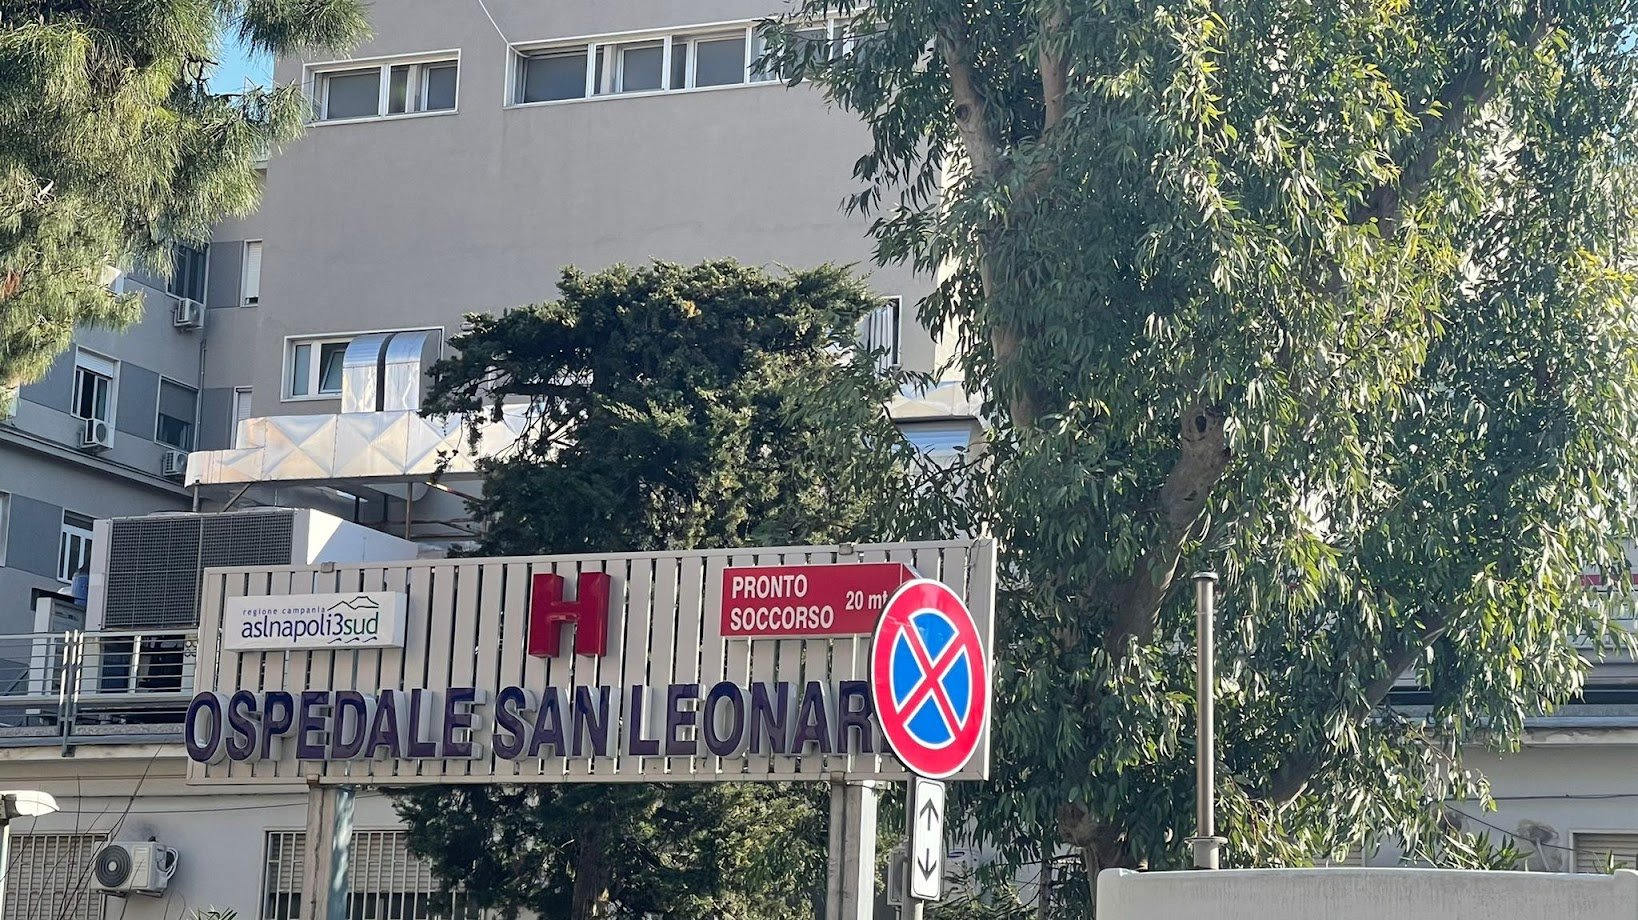 regione campania
aslnapoli3sud
H
PRONTO
SOCCORSO
20 mt
OSPEDALE SAN LEONAR